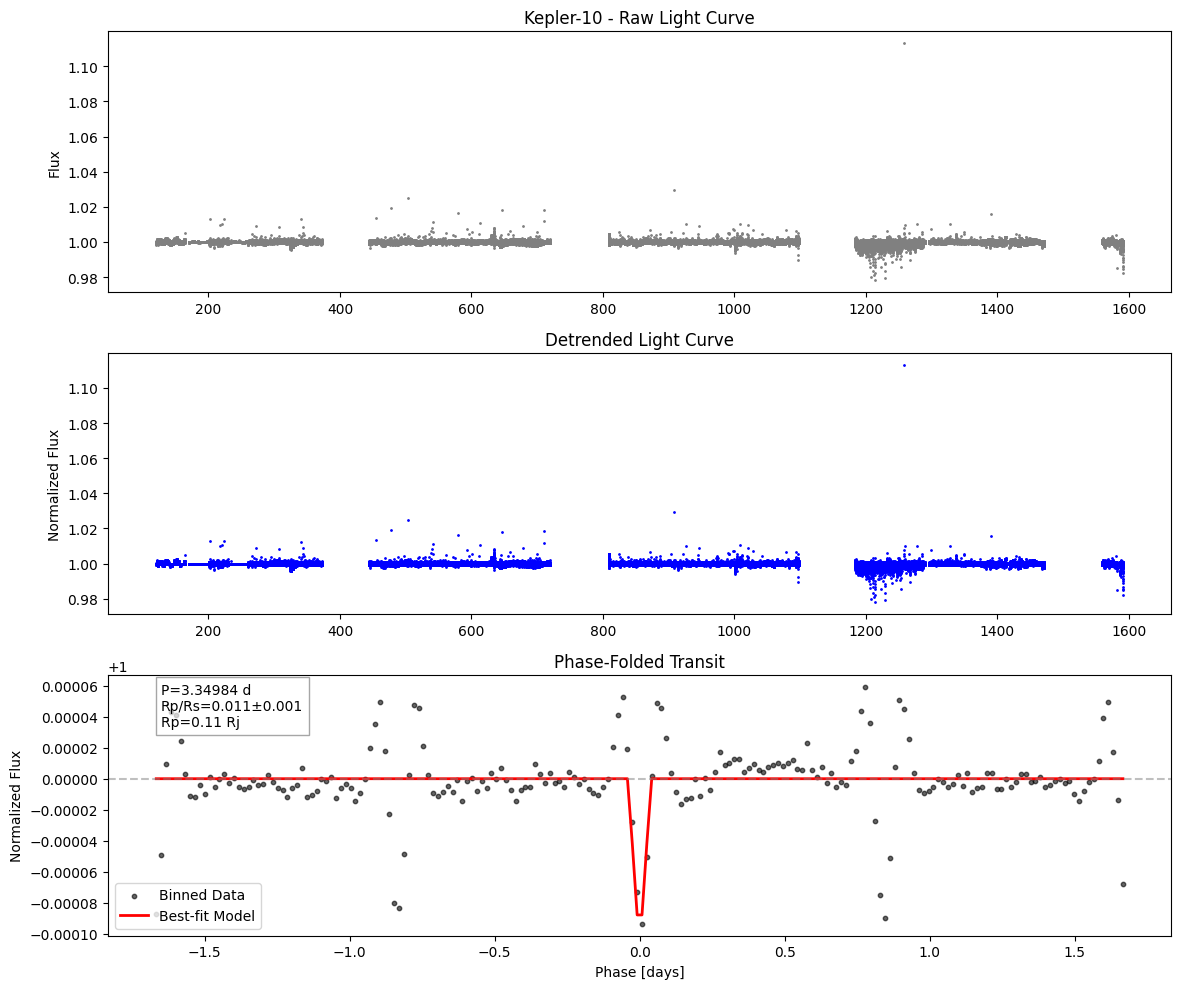 Kepler-10 - Raw Light Curve
Flux
1.10
1.08
1.06
1.04
1.02
1.00
0.98
200 400 600 800 1000 1200 1400 1600
Detrended Light Curve
Normalized Flux
1.10
1.08
1.06
1.04
1.02
1.00
0.98
200 400 600 800 1000 1200 1400 1600
Phase-Folded Transit
+1
Normalized Flux
0.00006
0.00004
0.00002
0.00000
−0.00002
−0.00004
−0.00006
−0.00008
−0.00010
P=3.34984 d
Rp/Rs=0.011±0.001
Rp=0.11 Rj
Binned Data
Best-fit Model
−1.5 −1.0 −0.5 0.0 0.5 1.0 1.5
Phase [days]